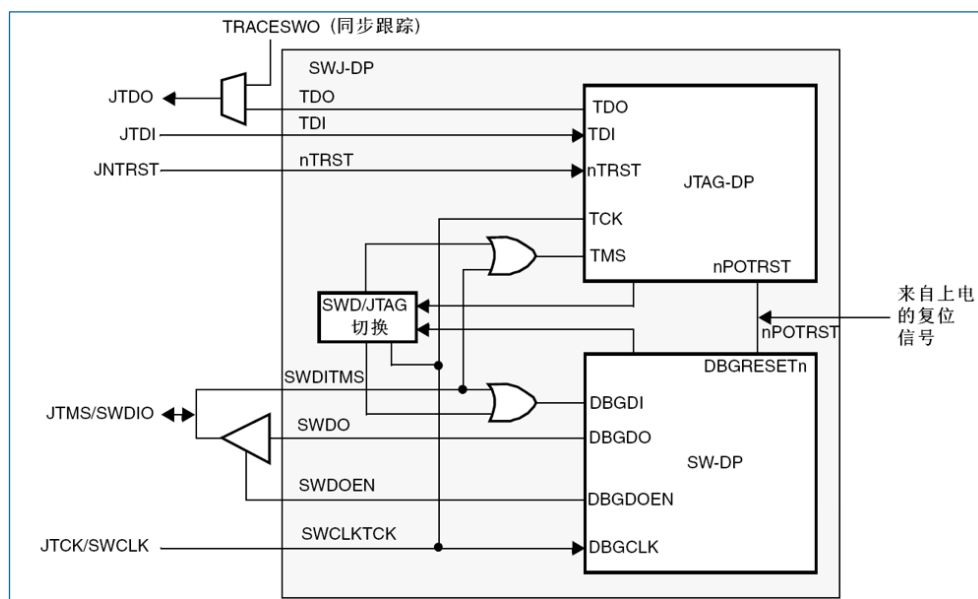 TRACESWO (同步跟踪)
SWJ-DP
JTDO
TDO
TDO
JTDI
TDI
TDI
JNTRST
nTRST
nTRST
JTAG-DP
TCK
TMS
nPOTRST
SWD/JTAG
切换
来自上电
的复位
信号
nPOTRST
DBGRESETn
SWDITMS
DBGDI
JTMS/SWDIO
SWDO
DBGDO
SW-DP
SWDOEN
DBGDOEN
JTCK/SWCLK
SWCLKTCK
DBGCLK